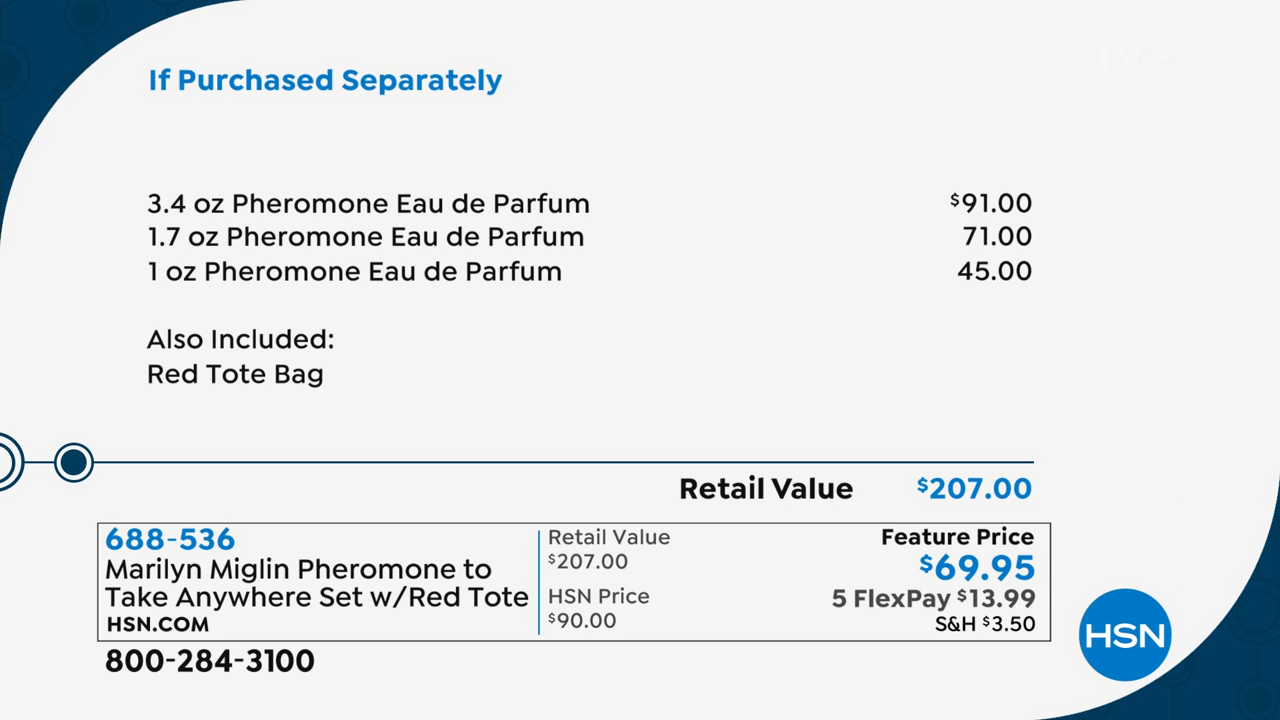 LIVE
If Purchased Separately
3.4 oz Pheromone Eau de Parfum $91.00
1.7 oz Pheromone Eau de Parfum 71.00
1 oz Pheromone Eau de Parfum 45.00
Also Included:
Red Tote Bag
Retail Value $207.00
688-536
Marilyn Miglin Pheromone to
Take Anywhere Set w/Red Tote
HSN.COM
Retail Value
$207.00
HSN Price
$90.00
Feature Price
$69.95
5 FlexPay $13.99
S&H $3.50
800-284-3100
HSN